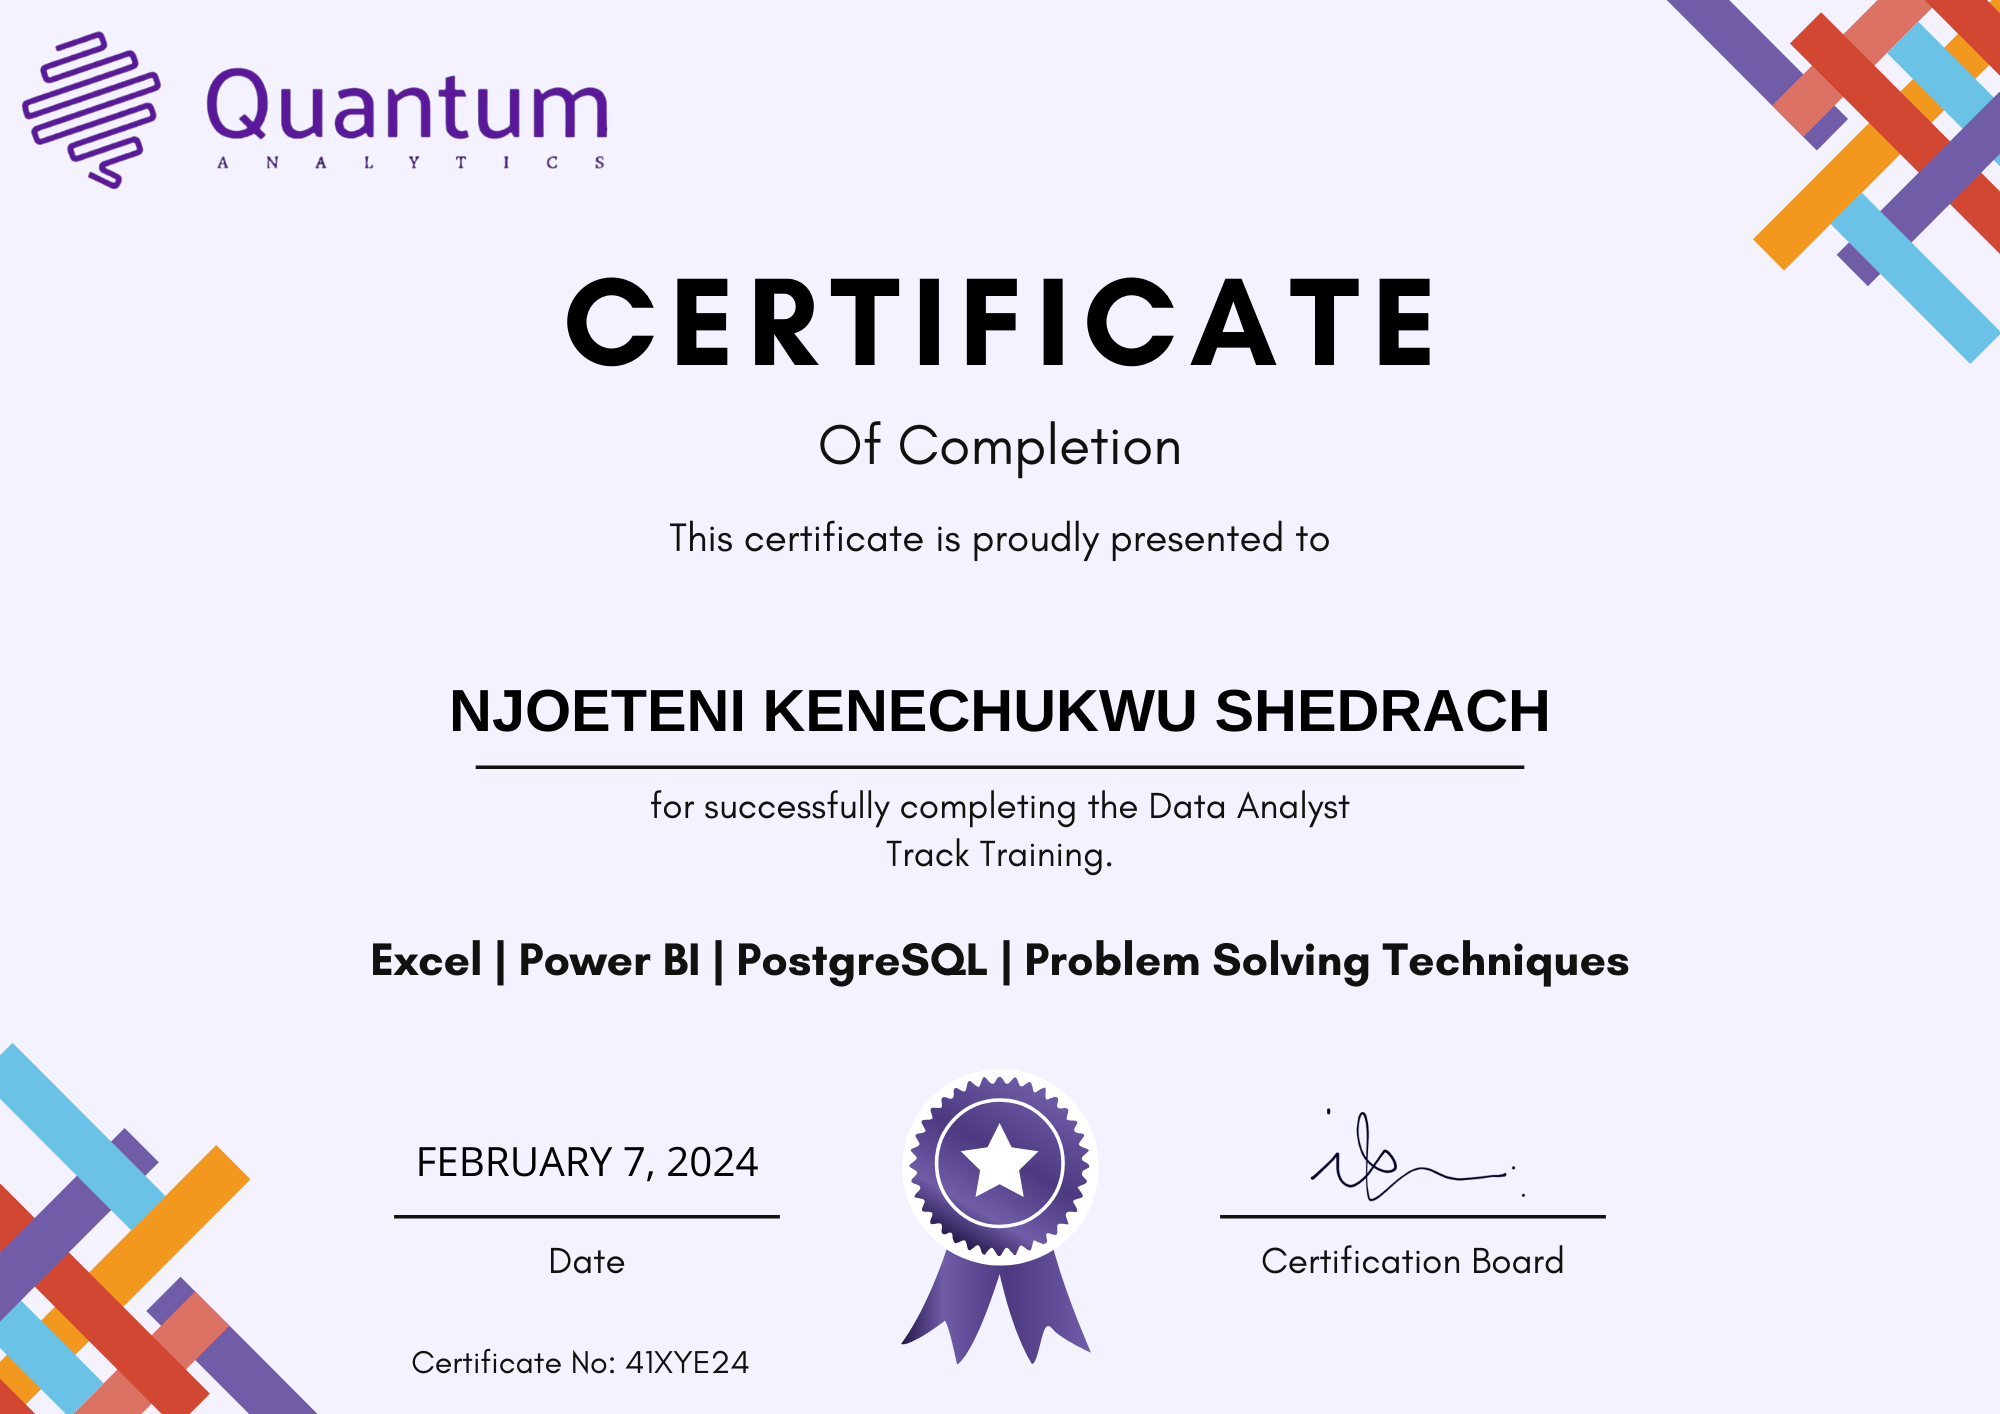 Quantum
ANALYTICS
CERTIFICATE
Of Completion
This certificate is proudly presented to
NJOETENI KENECHUKWU SHEDRACH
for successfully completing the Data Analyst
Track Training.
Excel | Power BI | PostgreSQL | Problem Solving Techniques
FEBRUARY 7, 2024
Date
Certification Board
Certificate No: 41XYE24